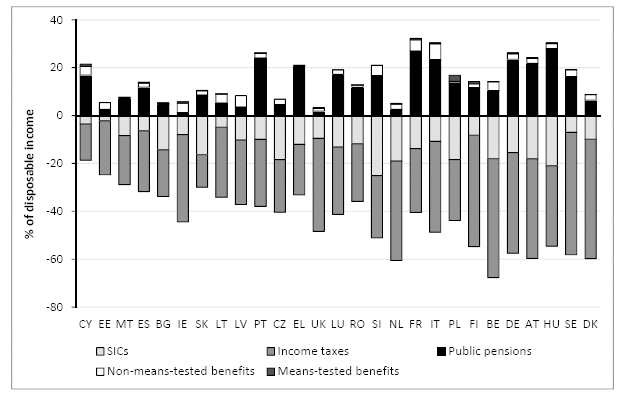 % of disposable income
40
20
0
-20
-40
-60
-80
CY EE MT ES BG IE SK LT LV PT CZ EL UK LU RO SI NL FR IT PL FI BE DE AT HU SE DK
SICs Income taxes Public pensions
Non-means-tested benefits Means-tested benefits